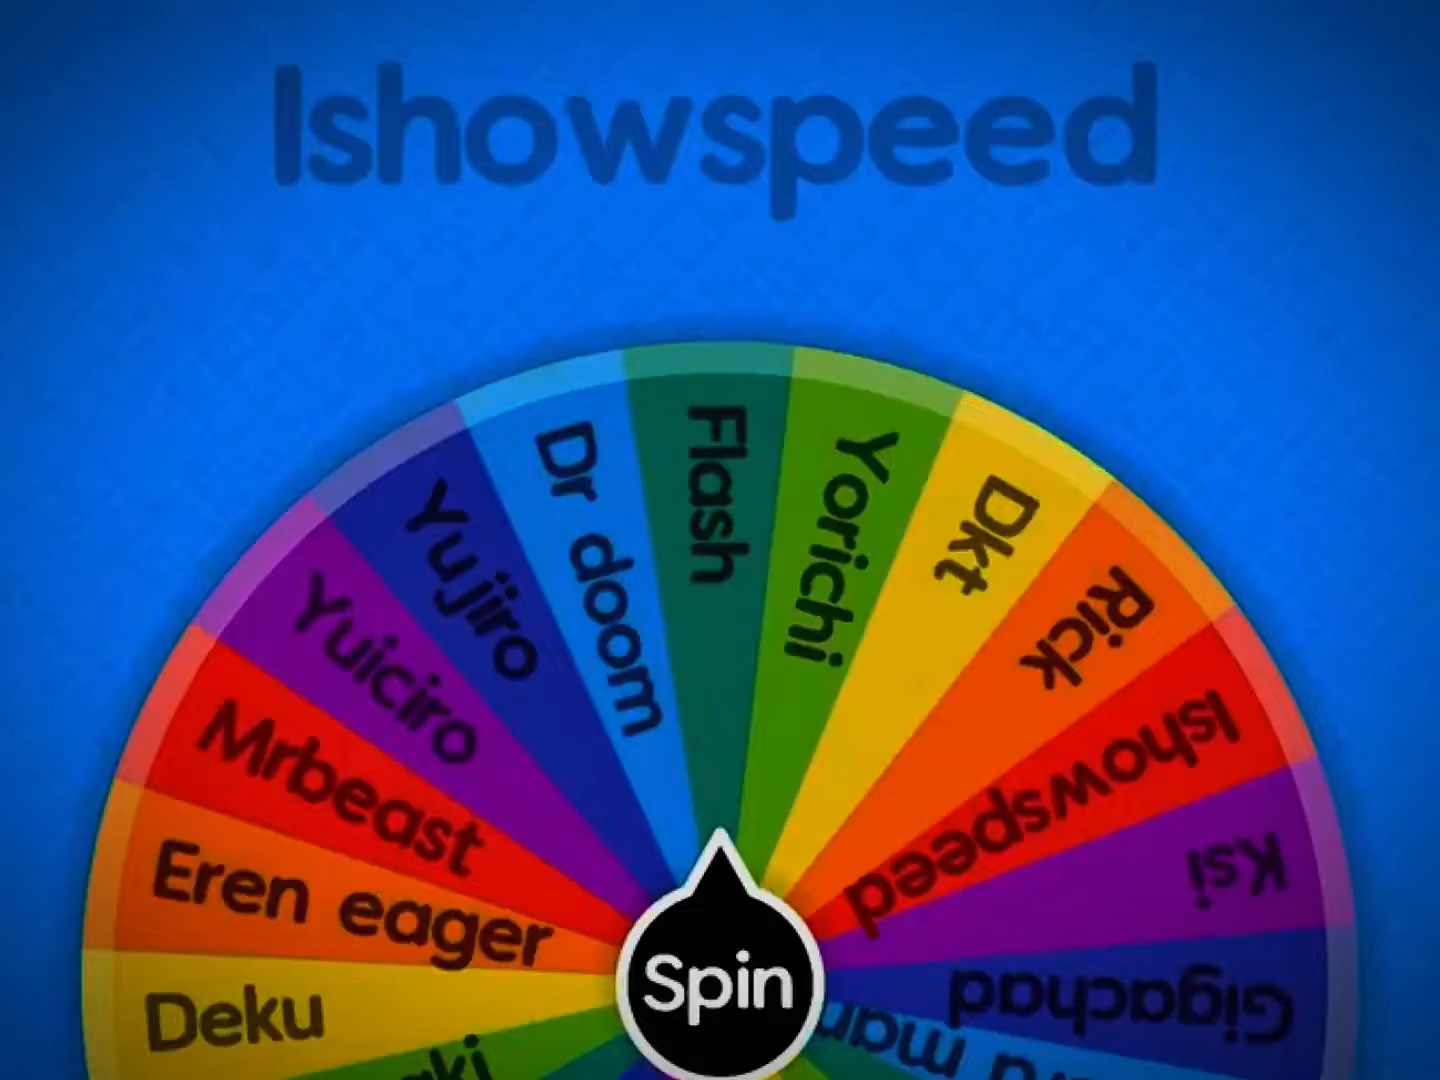 Ishowspeed
Deku
Eren eager
Mrbeast
Yuiciro
Yujiro
Dr doom
Flash
Yorichi
Dkt
Rick
Ishowspeed
Ksi
Gigachad
Spin